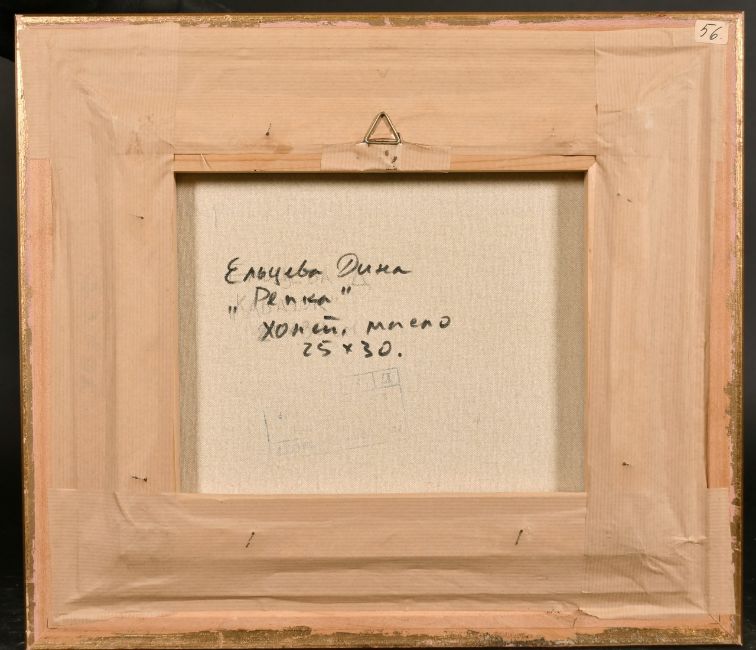 56.
Ельцева Дина
„Репка"
холст, масло
25 x 30.